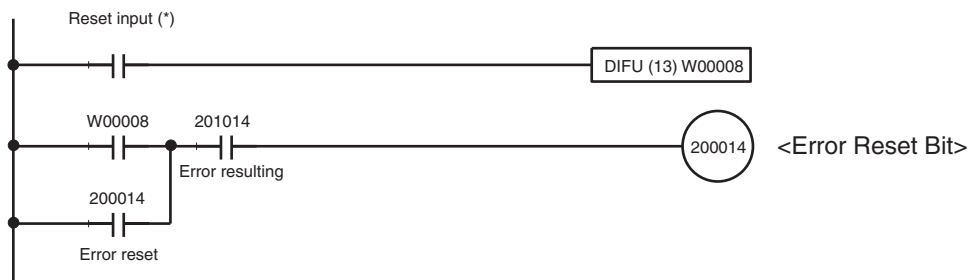 Reset input (*)
DIFU (13) W00008
W00008
201014
200014
<Error Reset Bit>
Error resulting
200014
Error reset